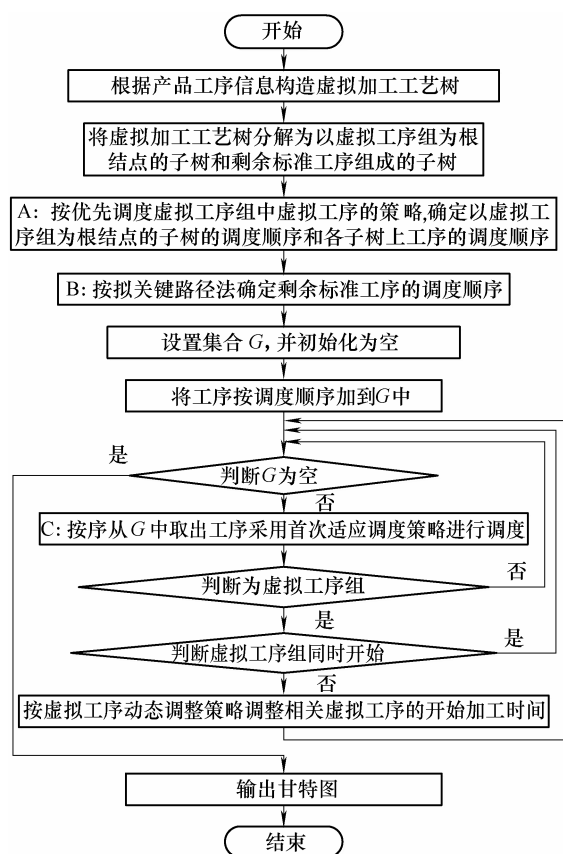 开始
根据产品工序信息构造虚拟加工工艺树
将虚拟加工工艺树分解为以虚拟工序组为根
结点的子树和剩余标准工序组成的子树
A: 按优先调度虚拟工序组中虚拟工序的策略,确定以虚拟工
序组为根结点的子树的调度顺序和各子树上工序的调度顺序
B: 按拟关键路径法确定剩余标准工序的调度顺序
设置集合 G, 并初始化为空
将工序按调度顺序加到G中
是
判断G为空
否
C: 按序从G中取出工序采用首次适应调度策略进行调度
判断为虚拟工序组
否
是
判断虚拟工序组同时开始
是
否
按虚拟工序动态调整策略调整相关虚拟工序的开始加工时间
输出甘特图
结束